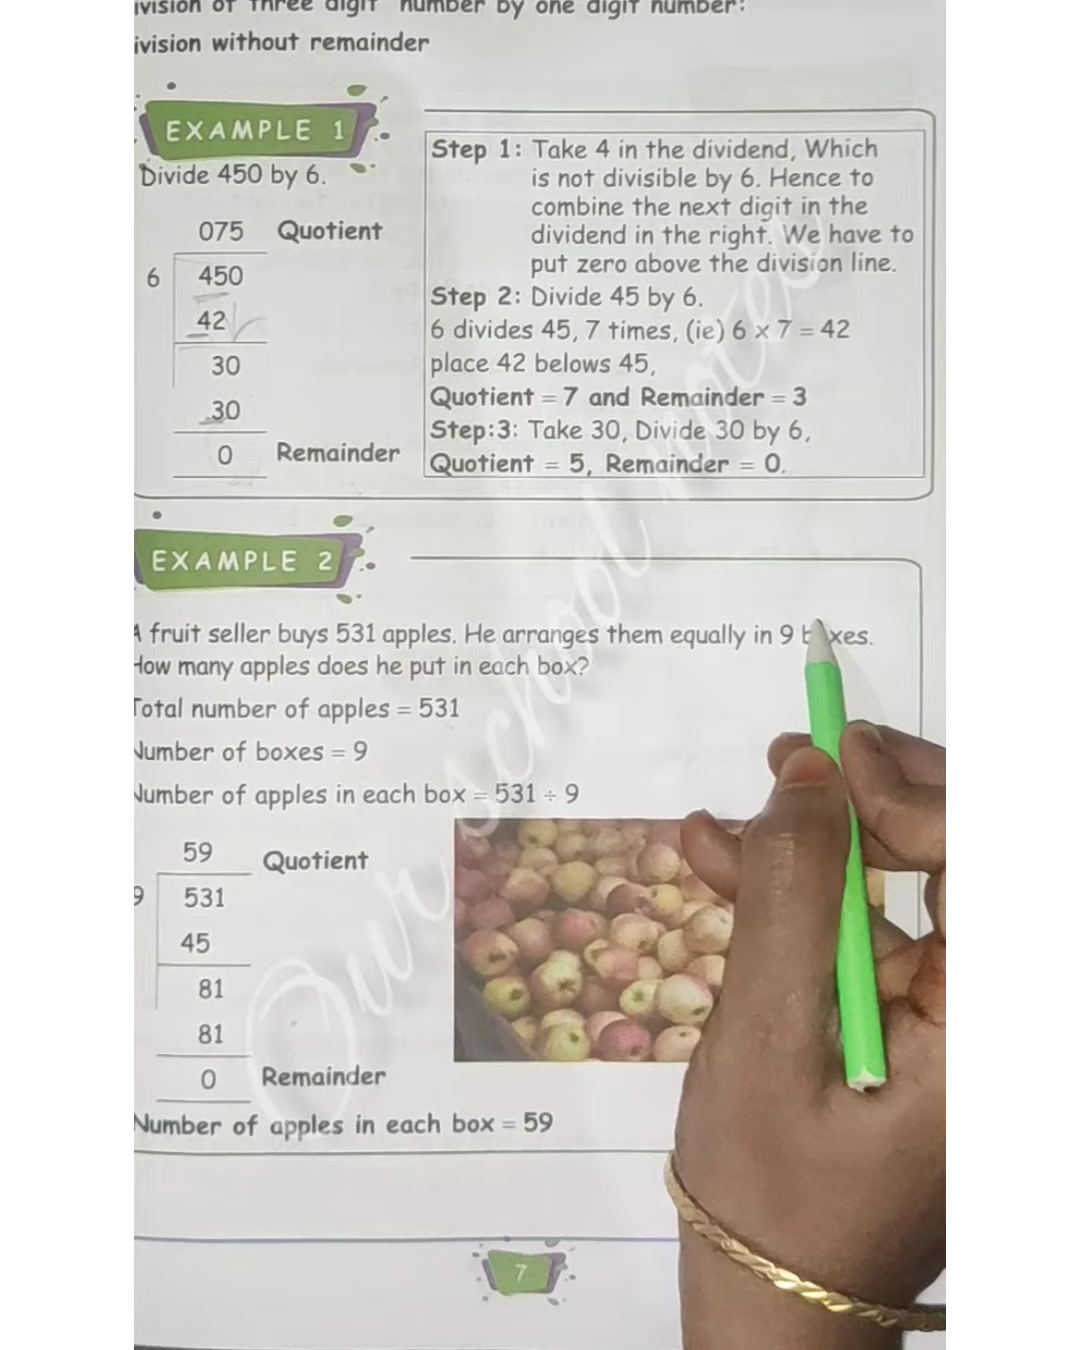 ivision of three digit number by one digit number:
ivision without remainder
EXAMPLE 1
Divide 450 by 6.
075 Quotient
6 450
42
30
30
0 Remainder
Step 1: Take 4 in the dividend, Which
is not divisible by 6. Hence to
combine the next digit in the
dividend in the right. We have to
put zero above the division line.
Step 2: Divide 45 by 6.
6 divides 45, 7 times, (ie) 6 × 7 = 42
place 42 belows 45,
Quotient = 7 and Remainder = 3
Step:3: Take 30, Divide 30 by 6,
Quotient = 5, Remainder = 0.
EXAMPLE 2
A fruit seller buys 531 apples. He arranges them equally in 9 b xes.
How many apples does he put in each box?
Total number of apples = 531
Number of boxes = 9
Number of apples in each box = 531 ÷ 9
59 Quotient
9 531
45
81
81
0 Remainder
Number of apples in each box = 59
7
Our school notes